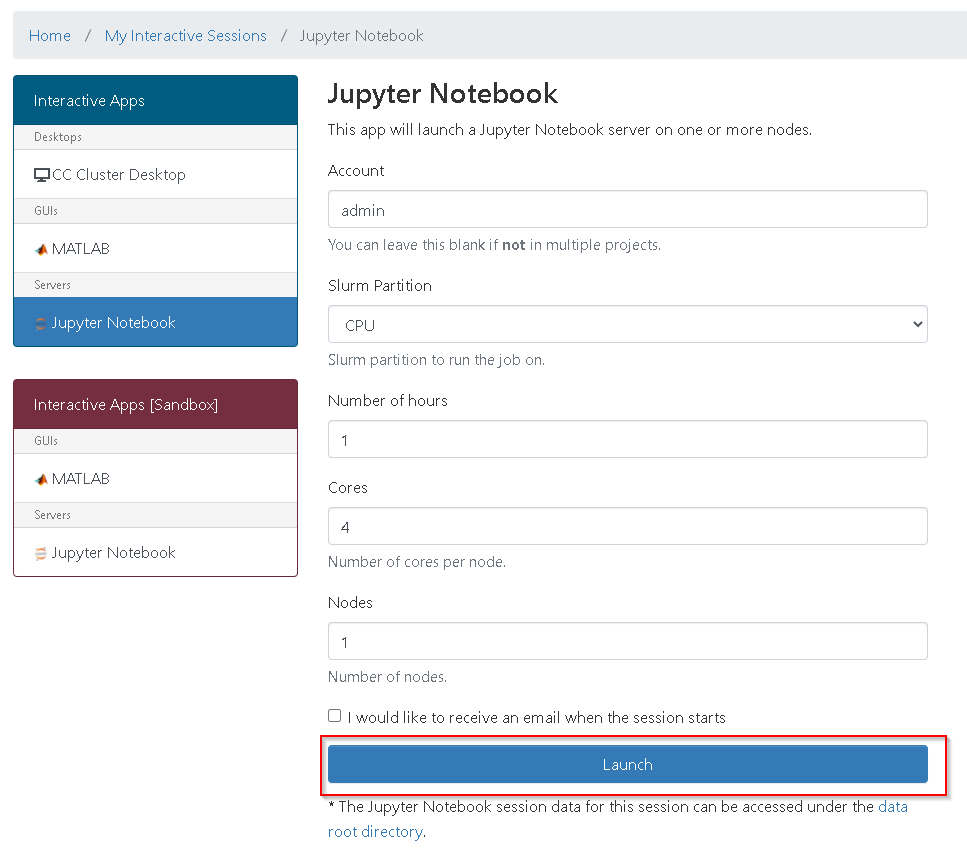 Home / My Interactive Sessions / Jupyter Notebook
Interactive Apps
Desktops
CC Cluster Desktop
GUIs
MATLAB
Servers
Jupyter Notebook
Interactive Apps [Sandbox]
GUIs
MATLAB
Servers
Jupyter Notebook
Jupyter Notebook
This app will launch a Jupyter Notebook server on one or more nodes.
Account
admin
You can leave this blank if not in multiple projects.
Slurm Partition
CPU
Slurm partition to run the job on.
Number of hours
1
Cores
4
Number of cores per node.
Nodes
1
Number of nodes.
I would like to receive an email when the session starts
Launch
* The Jupyter Notebook session data for this session can be accessed under the data
root directory.